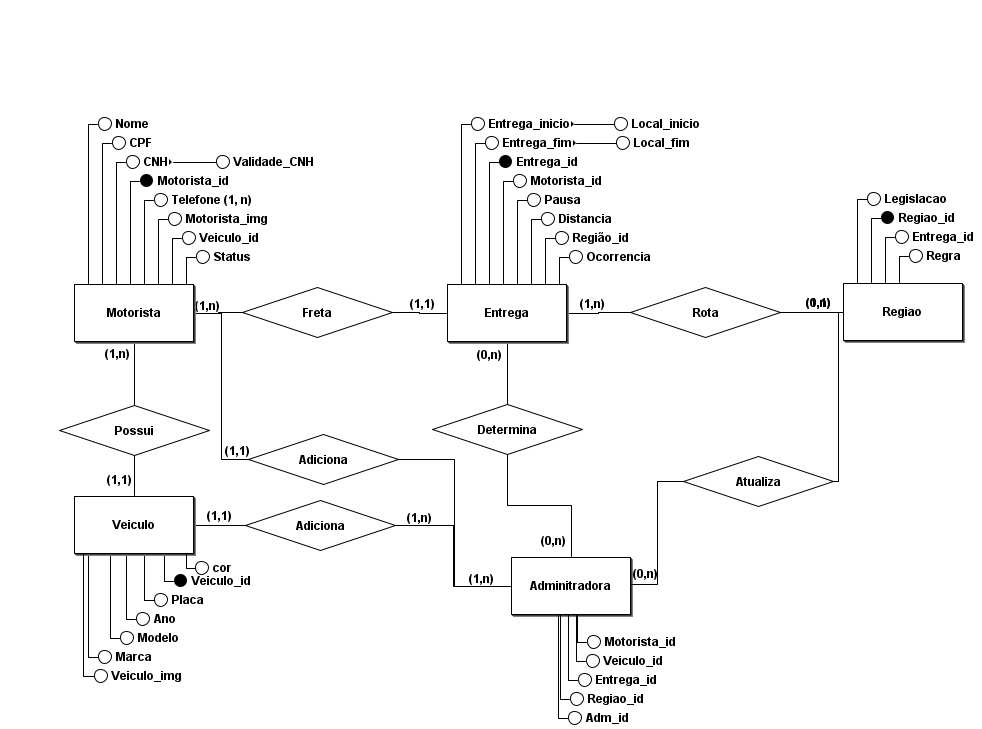 Nome
CPF
CNH
Validade_CNH
Motorista_id
Telefone (1, n)
Motorista_img
Veiculo_id
Status
Entrega_inicio
Local_inicio
Entrega_fim
Local_fim
Entrega_id
Motorista_id
Pausa
Distancia
Região_id
Ocorrencia
Legislacao
Regiao_id
Entrega_id
Regra
Motorista
(1,n)
Freta
(1,1)
Entrega
(1,n)
Rota
Regiao
(1,n)
(0,n)
Possui
Determina
(1,1)
Adiciona
(1,1)
Atualiza
Veiculo
(1,1)
Adiciona
(1,n)
(0,n)
(1,n)
Adminitradora
(0,n)
cor
Veiculo_id
Placa
Ano
Modelo
Marca
Veiculo_img
Motorista_id
Veiculo_id
Entrega_id
Regiao_id
Adm_id